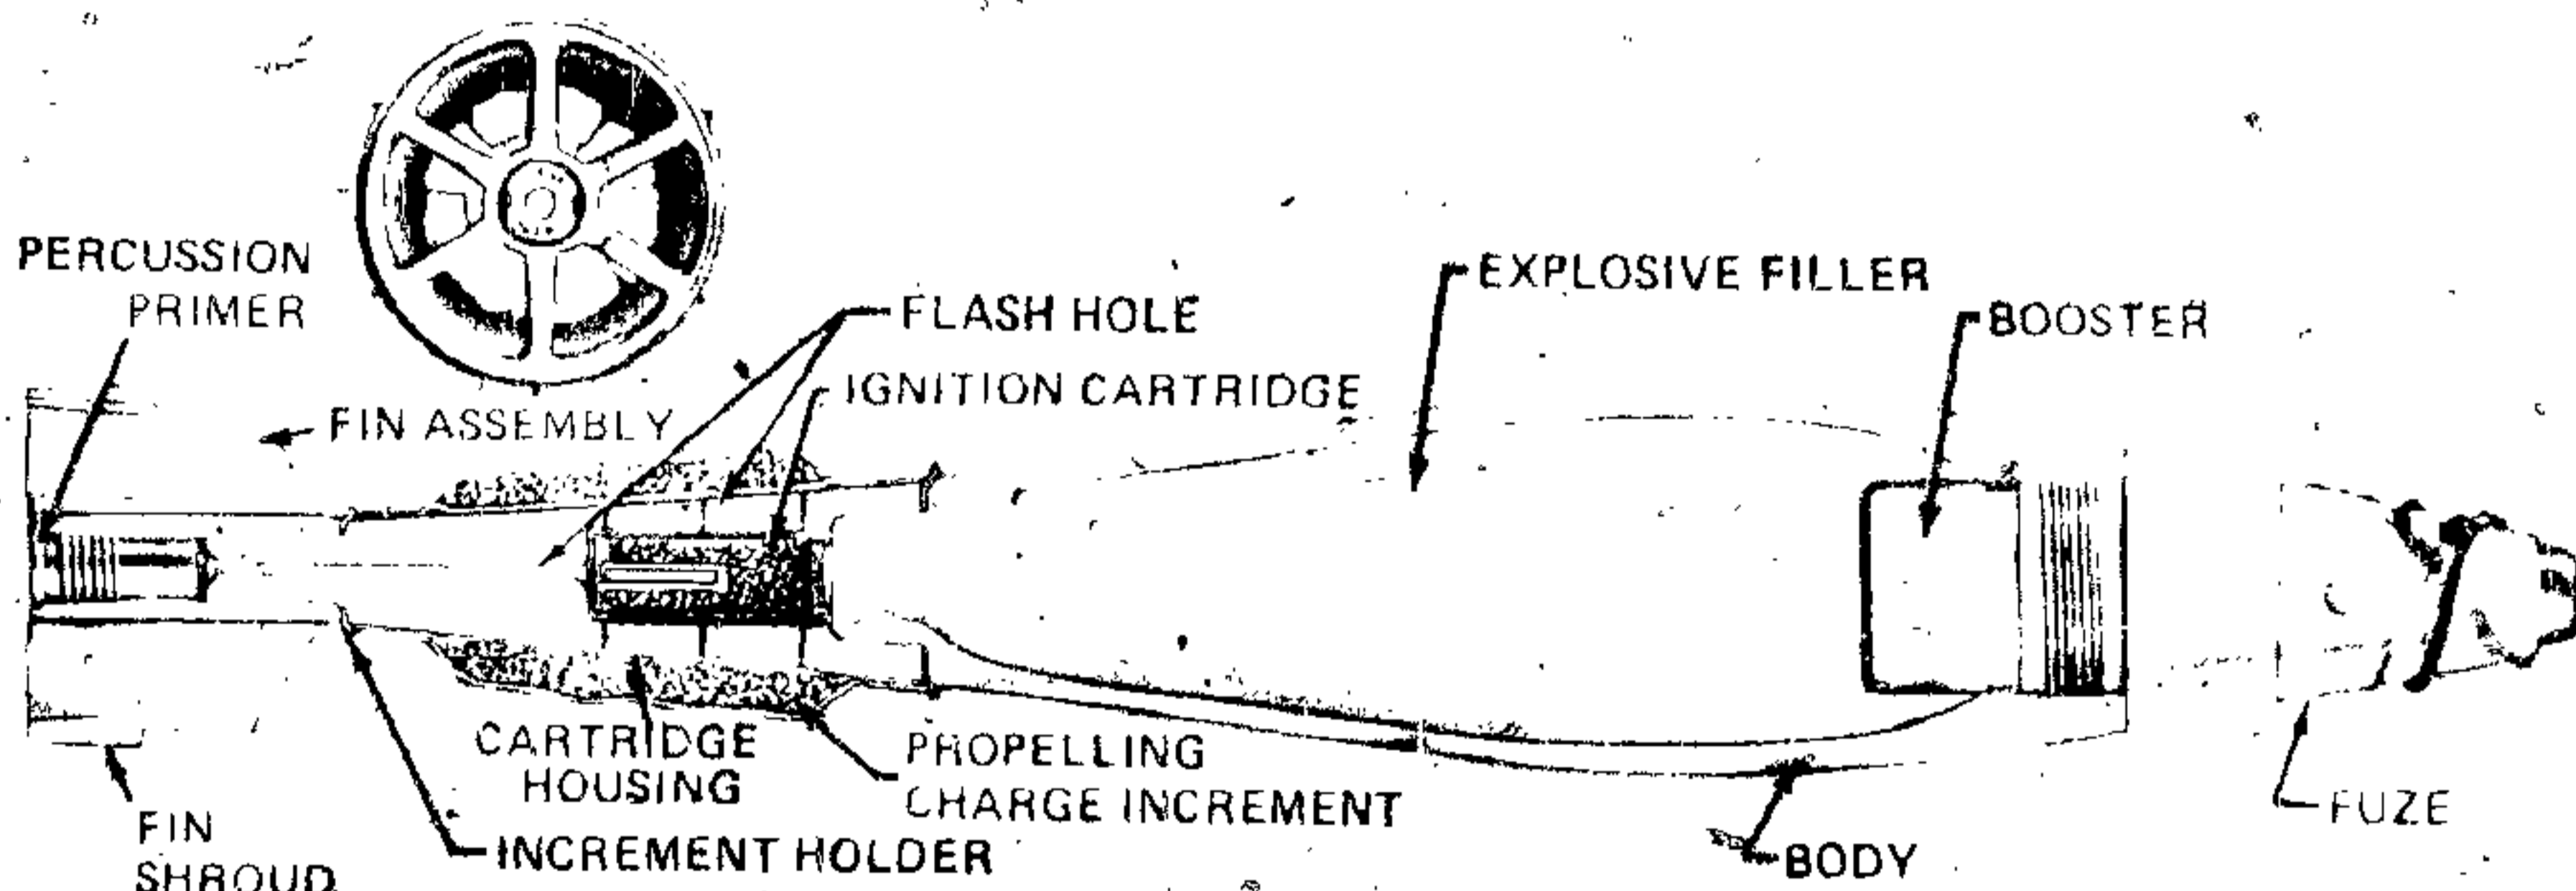 PERCUSSION
PRIMER
FIN ASSEMBLY
FLASH HOLE
IGNITION CARTRIDGE
EXPLOSIVE FILLER
BOOSTER
FIN
SHROUD
CARTRIDGE
HOUSING
INCREMENT HOLDER
PROPELLING
CHARGE INCREMENT
BODY
FUZE